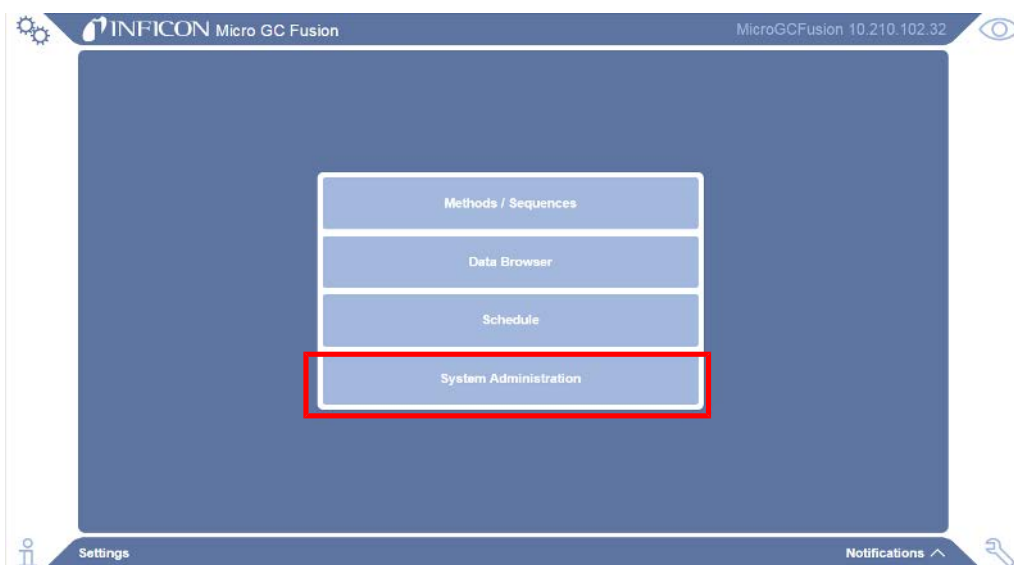 INFICON Micro GC Fusion
MicroGCFusion 10.210.102.32
Methods / Sequences
Data Browser
Schedule
System Administration
Settings
Notifications